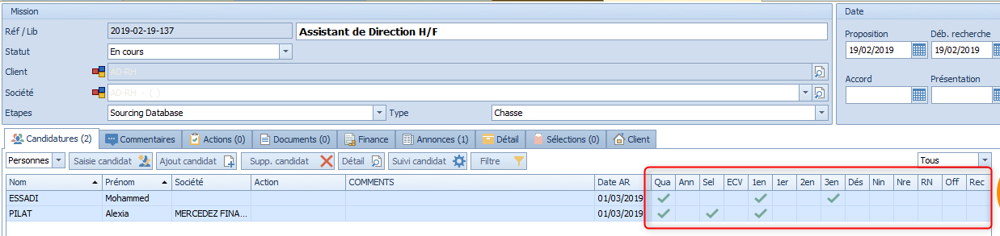 Mission
Date
Réf / Lib 2019-02-19-137 Assistant de Direction H/F
Proposition Déb. recherche
Statut En cours
19/02/2019 19/02/2019
Client AD-RH
Accord Présentation
Société AD-RH - ( )
Etapes Sourcing Database Type Chasse
Candidatures (2) Commentaires Actions (0) Documents (0) Finance Annonces (1) Détail Sélections (0) Client
Personnes Saisie candidat Ajout candidat Supp. candidat Détail Suivi candidat Filtre Tous
Nom Prénom Société Action COMMENTS Date AR Qua Ann Sel ECV 1en 1er 2en 3en Dés Nin Nre RN Off Rec
ESSADI Mohammed 01/03/2019
PILAT Alexia MERCEDEZ FINA... 01/03/2019